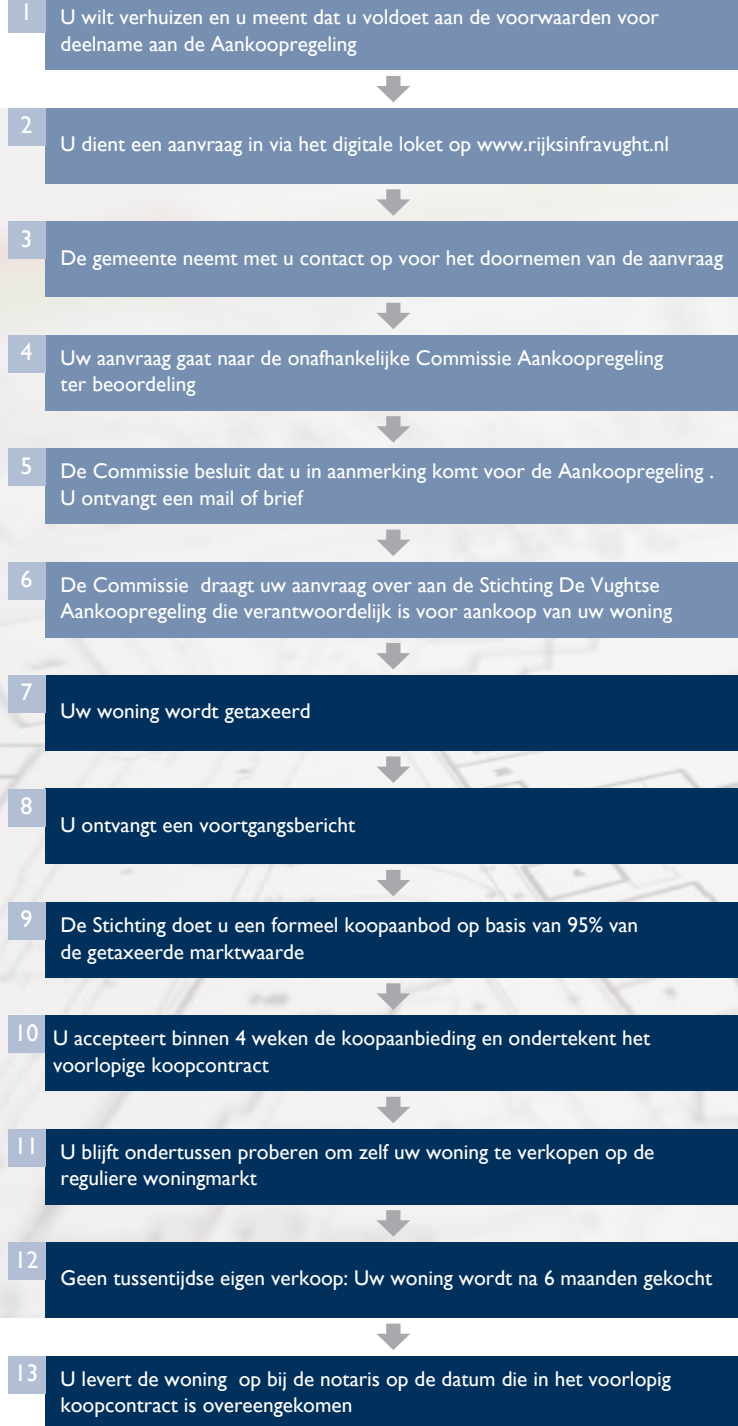 1
U wilt verhuizen en u meent dat u voldoet aan de voorwaarden voor
deelname aan de Aankoopregeling
2
U dient een aanvraag in via het digitale loket op www.rijksinfravught.nl
3
De gemeente neemt met u contact op voor het doornemen van de aanvraag
4
Uw aanvraag gaat naar de onafhankelijke Commissie Aankoopregeling
ter beoordeling
5
De Commissie besluit dat u in aanmerking komt voor de Aankoopregeling .
U ontvangt een mail of brief
6
De Commissie  draagt uw aanvraag over aan de Stichting De Vughtse
Aankoopregeling die verantwoordelijk is voor aankoop van uw woning
7
Uw woning wordt getaxeerd
8
U ontvangt een voortgangsbericht
9
De Stichting doet u een formeel koopaanbod op basis van 95% van
de getaxeerde marktwaarde
10
U accepteert binnen 4 weken de koopaanbieding en ondertekent het
voorlopige koopcontract
11
U blijft ondertussen proberen om zelf uw woning te verkopen op de
reguliere woningmarkt
12
Geen tussentijdse eigen verkoop: Uw woning wordt na 6 maanden gekocht
13
U levert de woning  op bij de notaris op de datum die in het voorlopig
koopcontract is overeengekomen